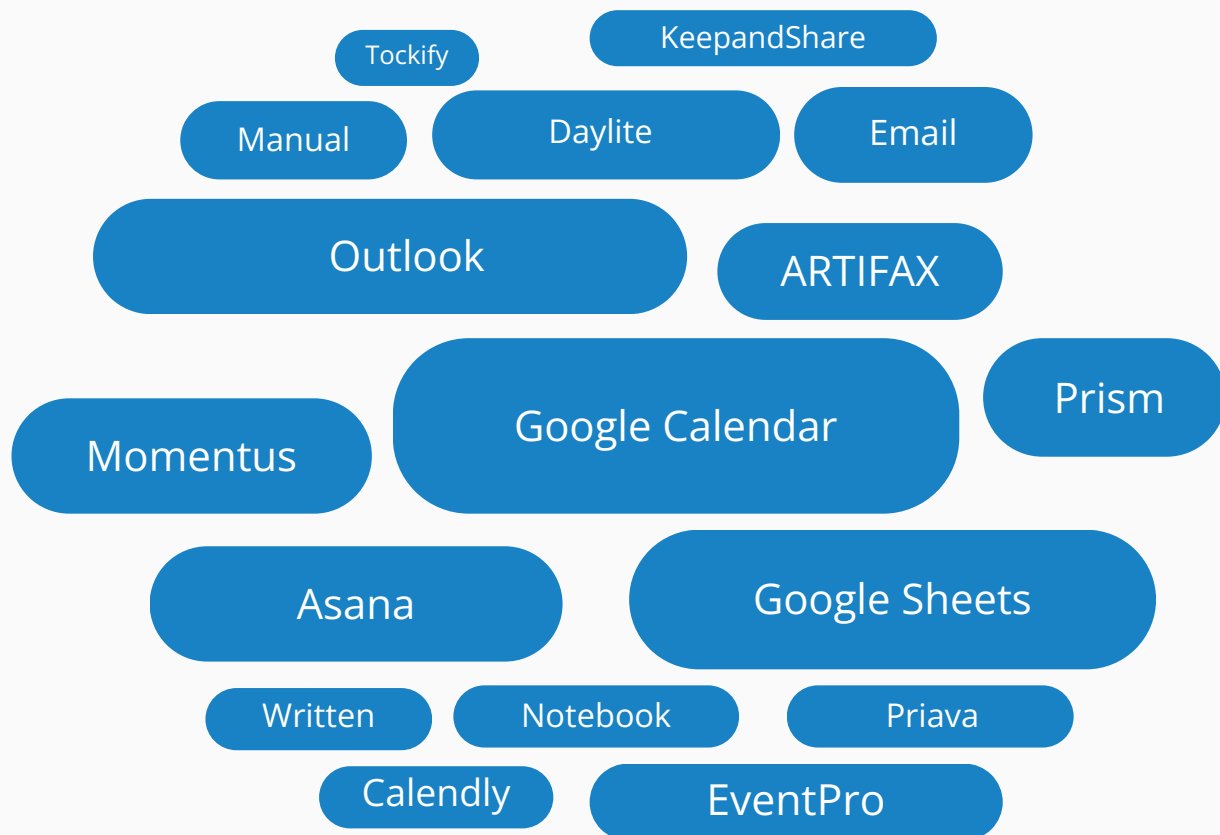 KeepandShare
Tockify
Manual
Daylite
Email
Outlook
ARTIFAX
Google Calendar
Prism
Momentus
Asana
Google Sheets
Written
Notebook
Priava
Calendly
EventPro